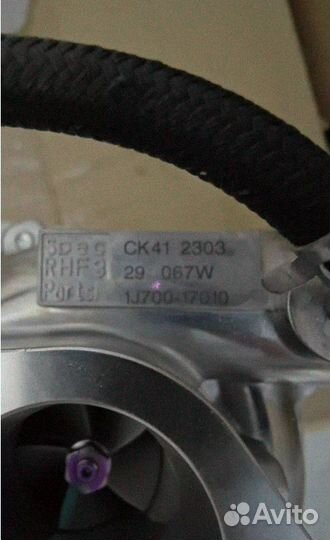 Spec CK41 2303
RHF3 29 067W
Parts 1J700-17010
Avito